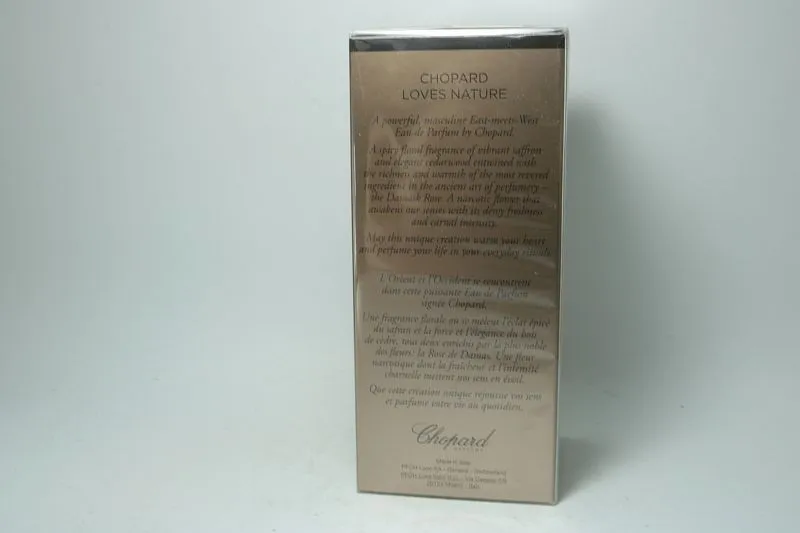 CHOPARD
LOVES NATURE
A powerful, masculine East-meets-West
Eau de Parfum by Chopard.
A spicy floral fragrance of vibrant saffron
and elegant cedarwood entwined with
the richness and warmth of the most revered
ingredient in the ancient art of perfumery –
the Damask Rose. A narcotic flower that
awakens our senses with its dewy freshness
and carnal intensity.
May this unique creation warm your heart
and perfume your life in your everyday rituals.
L'Orient et l'Occident se rencontrent
dans cette puissante Eau de Parfum
signée Chopard.
Une fragrance florale où se mêlent l'éclat épicé
du safran et la force et l'élégance du bois
de cèdre, tous deux enrichis par la plus noble
des fleurs: la Rose de Damas. Une fleur
narcotique dont la fraîcheur et l'intensité
charnelle mettent nos sens en éveil.
Que cette création unique réjouisse vos sens
et parfume votre vie au quotidien.
Chopard
PARFUMS
Made in Italy
Geneva - Switzerland